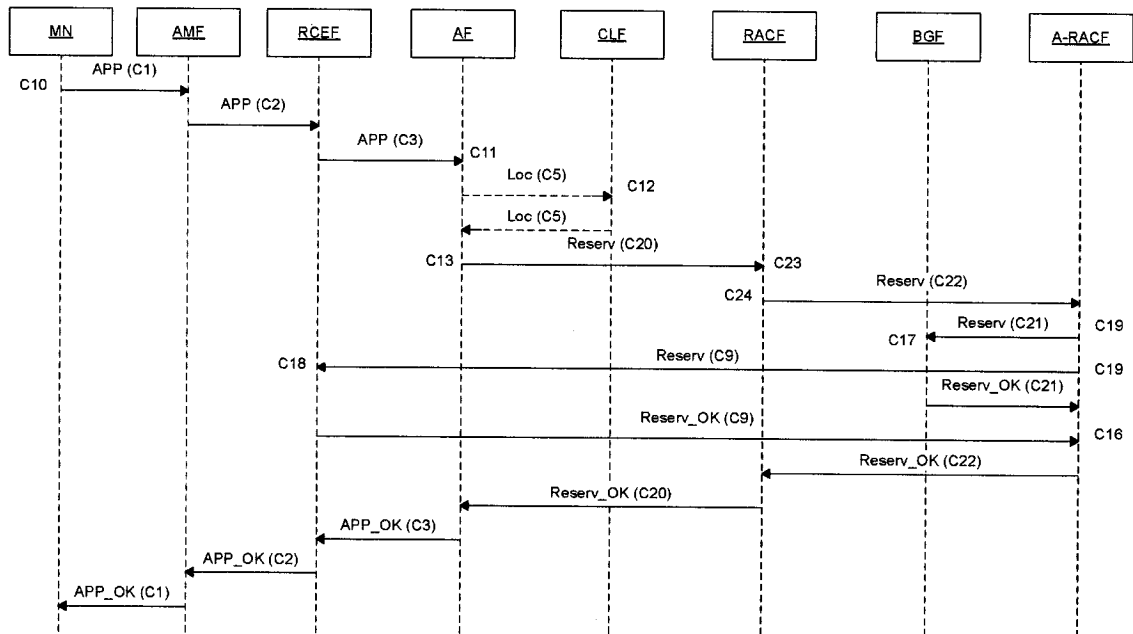 MN AMF RCEF AF CLF RACF BGF A-RACF
APP (C1)
C10
APP (C2)
APP (C3)
C11
Loc (C5)
C12
Loc (C5)
Reserv (C20)
C13
C23
Reserv (C22)
C24
Reserv (C21)
C19
C17
Reserv (C9)
C18
C19
Reserv_OK (C21)
Reserv_OK (C9)
C16
Reserv_OK (C22)
Reserv_OK (C20)
APP_OK (C3)
APP_OK (C2)
APP_OK (C1)